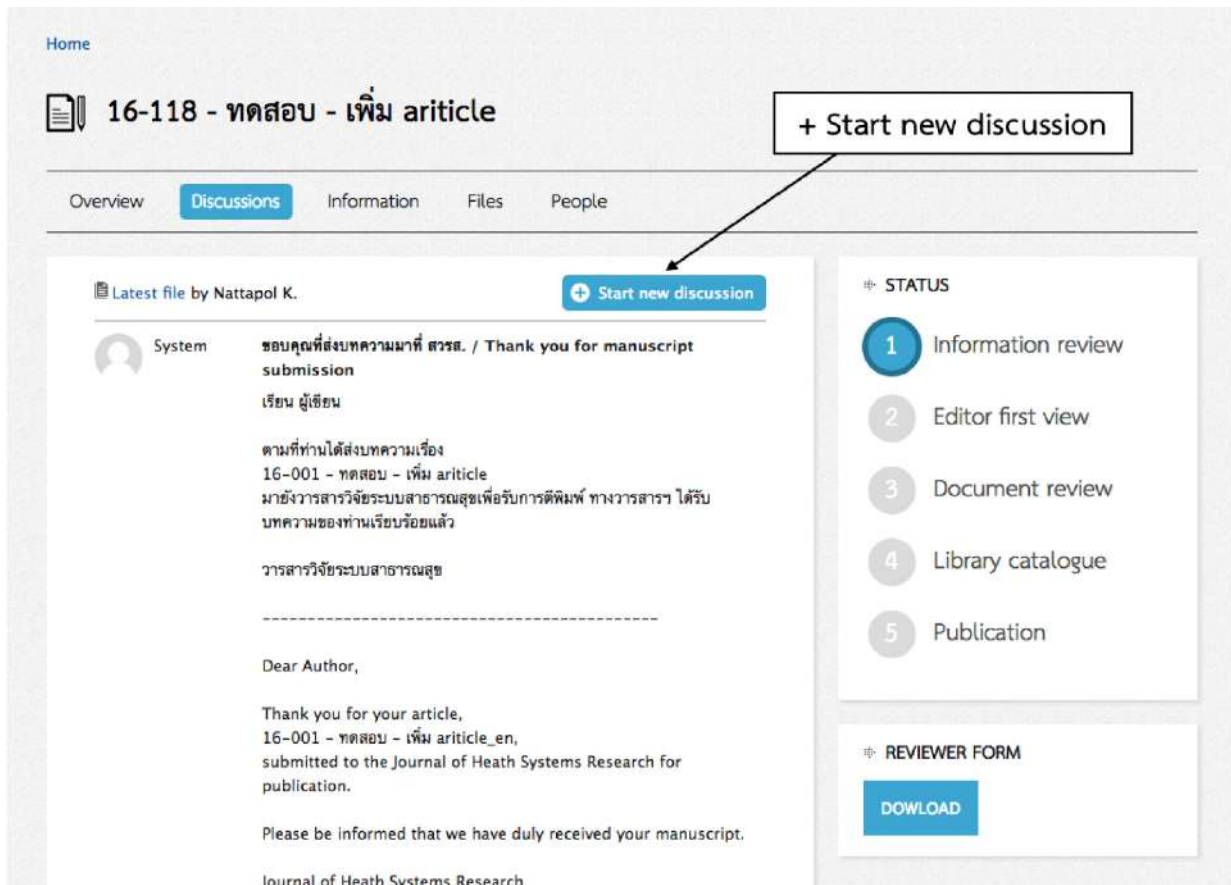 Home
16-118 - ทดสอบ - เพิ่ม ariticle
+ Start new discussion
Overview Discussions Information Files People
Latest file by Nattapol K.
Start new discussion
System
ขอบคุณที่ส่งบทความมาที่ สวรส. / Thank you for manuscript
submission
เรียน ผู้เขียน
ตามที่ท่านได้ส่งบทความเรื่อง
16-001 - ทดสอบ - เพิ่ม ariticle
มายังวารสารวิจัยระบบสาธารณสุขเพื่อรับการตีพิมพ์ ทางวารสารฯ ได้รับ
บทความของท่านเรียบร้อยแล้ว
วารสารวิจัยระบบสาธารณสุข
--------------------------------------------
Dear Author,
Thank you for your article,
16-001 - ทดสอบ - เพิ่ม ariticle_en,
submitted to the Journal of Heath Systems Research for
publication.
Please be informed that we have duly received your manuscript.
Journal of Heath Systems Research
STATUS
1 Information review
2 Editor first view
3 Document review
4 Library catalogue
5 Publication
REVIEWER FORM
DOWLOAD